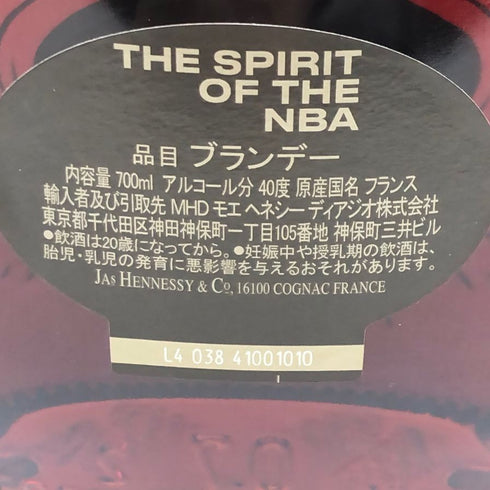 THE SPIRIT
OF THE
NBA
品目 ブランデー
内容量 700ml アルコール分 40度 原産国名 フランス
輸入者及び引取先 MHD モエ ヘネシー ディアジオ株式会社
東京都千代田区神田神保町一丁目105番地 神保町三井ビル
●飲酒は20歳になってから。●妊娠中や授乳期の飲酒は、
胎児・乳児の発育に悪影響を与えるおそれがあります。
JAS HENNESSY & CO, 16100 COGNAC FRANCE
L4 038 41001010